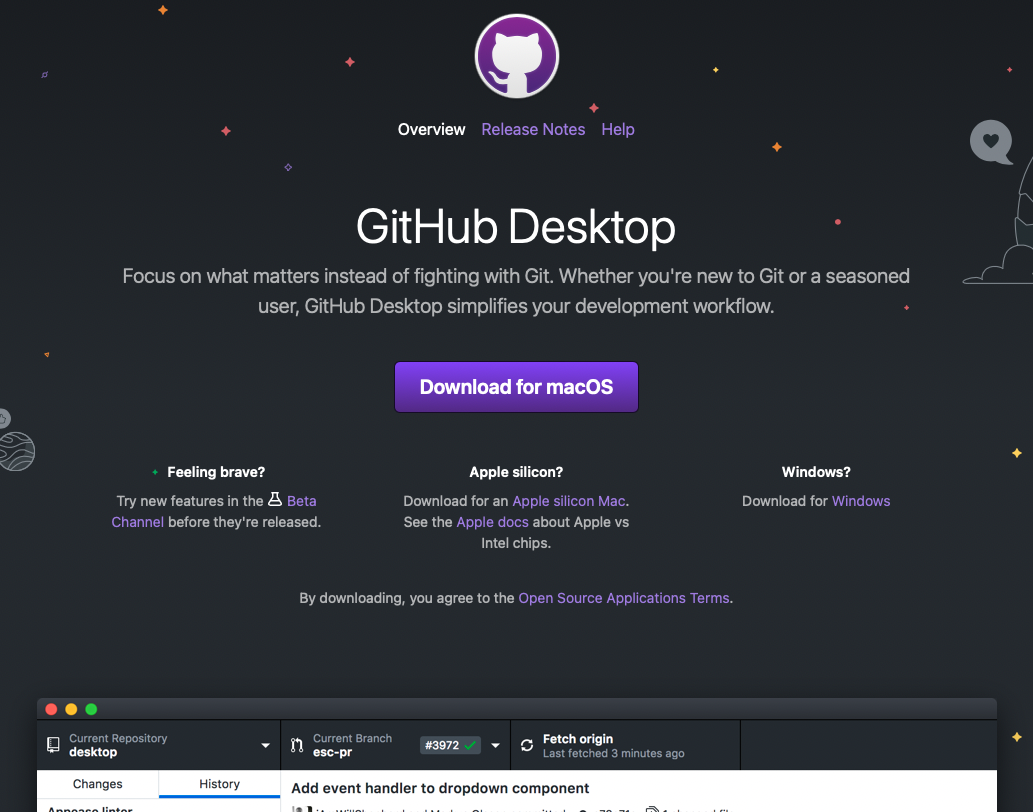 Overview Release Notes Help
GitHub Desktop
Focus on what matters instead of fighting with Git. Whether you're new to Git or a seasoned
user, GitHub Desktop simplifies your development workflow.
Download for macOS
Feeling brave?
Try new features in the Beta
Channel before they're released.
Apple silicon?
Download for an Apple silicon Mac.
See the Apple docs about Apple vs
Intel chips.
Windows?
Download for Windows
By downloading, you agree to the Open Source Applications Terms.
Current Repository
desktop
Current Branch
esc-pr
#3972
Fetch origin
Last fetched 3 minutes ago
Changes History
Add event handler to dropdown component
Appease linter